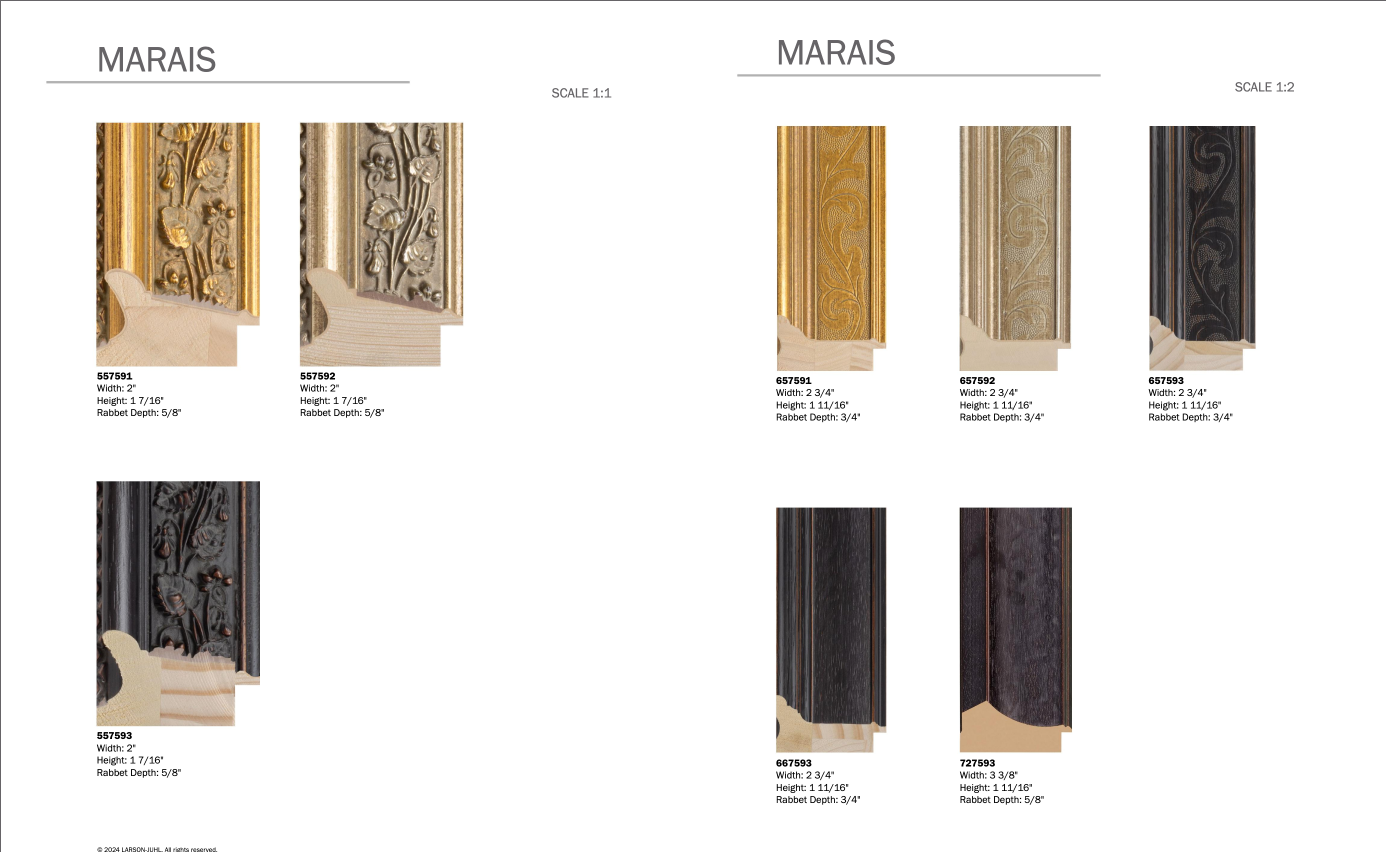 MARAIS
SCALE 1:1
557591
Width: 2"
Height: 1 7/16"
Rabbet Depth: 5/8"
557592
Width: 2"
Height: 1 7/16"
Rabbet Depth: 5/8"
557593
Width: 2"
Height: 1 7/16"
Rabbet Depth: 5/8"
© 2024 LARSON-JUHL. All rights reserved.
MARAIS
SCALE 1:2
657591
Width: 2 3/4"
Height: 1 11/16"
Rabbet Depth: 3/4"
657592
Width: 2 3/4"
Height: 1 11/16"
Rabbet Depth: 3/4"
657593
Width: 2 3/4"
Height: 1 11/16"
Rabbet Depth: 3/4"
667593
Width: 2 3/4"
Height: 1 11/16"
Rabbet Depth: 3/4"
727593
Width: 3 3/8"
Height: 1 11/16"
Rabbet Depth: 5/8"